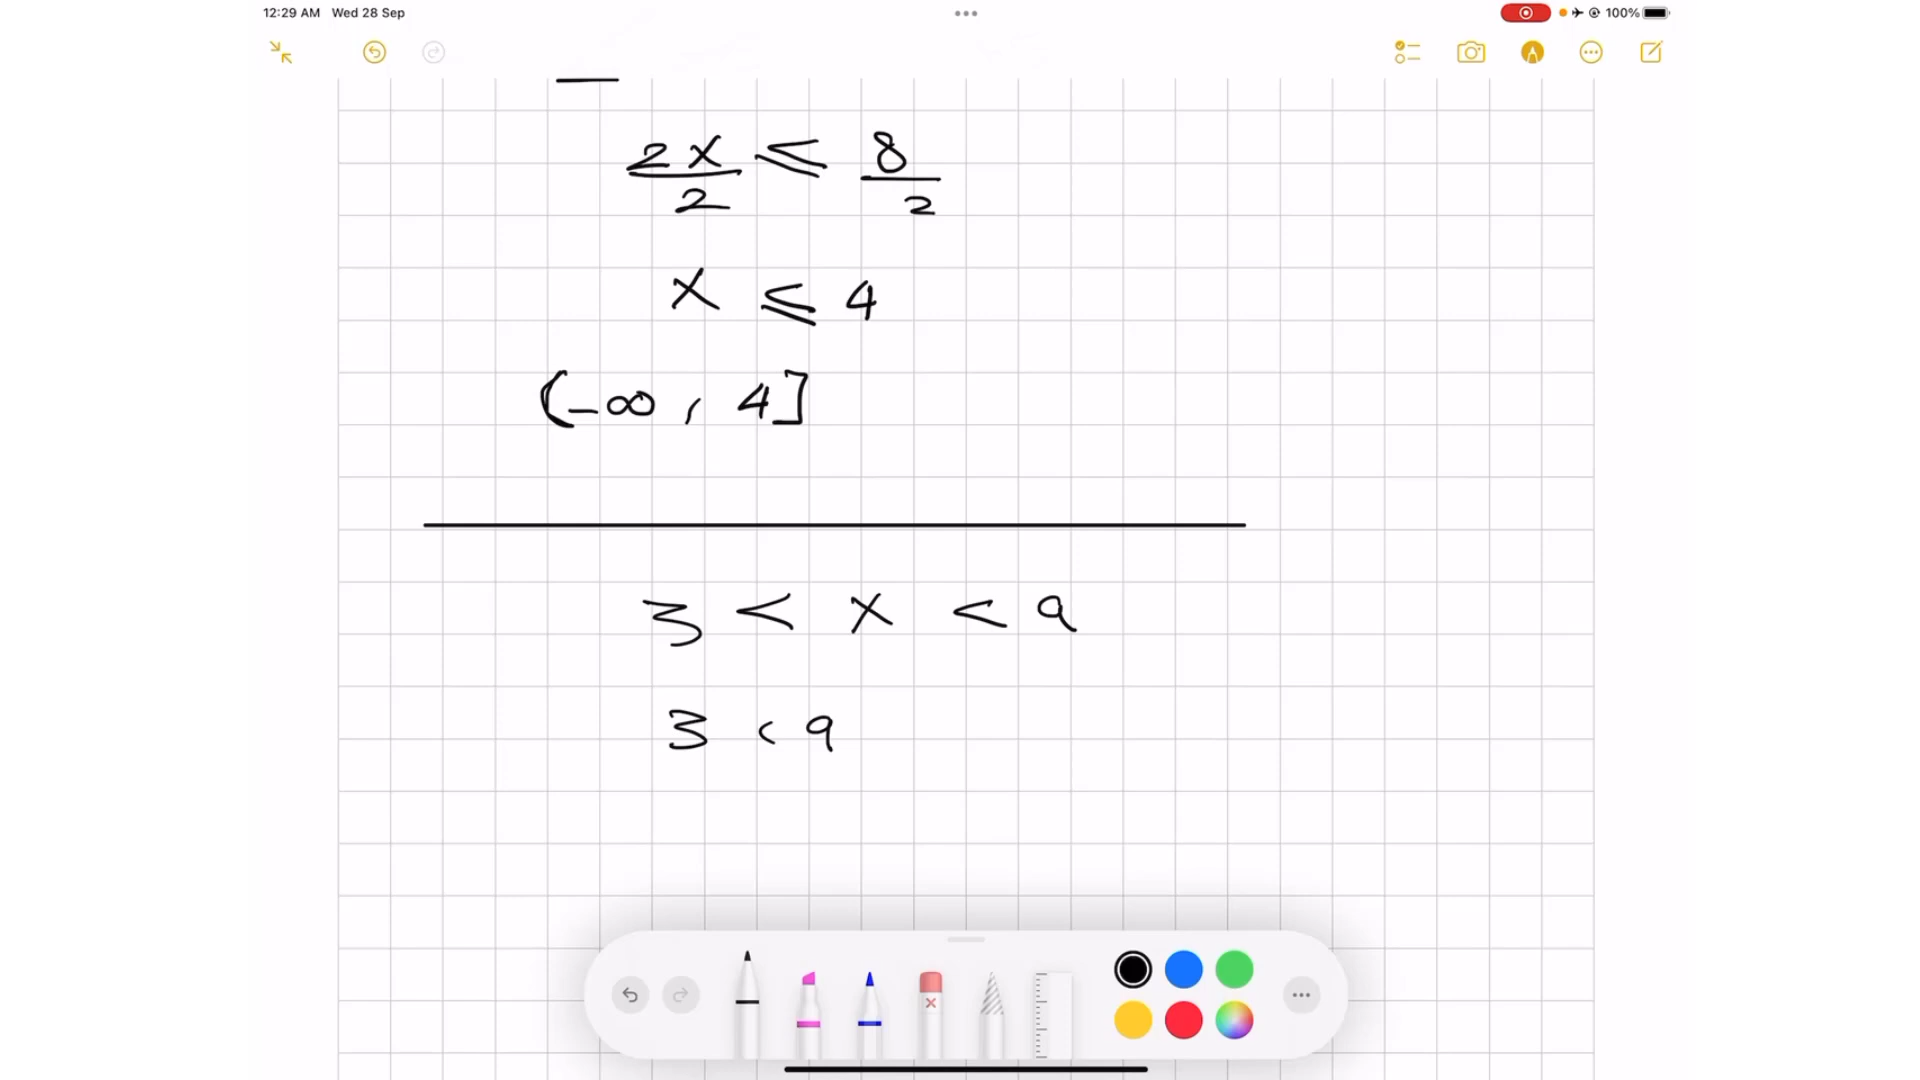 12:29 AM Wed 28 Sep 100%
2x ≤ 8
2 2
x ≤ 4
(-∞, 4]
3 < x < 9
3 < 9